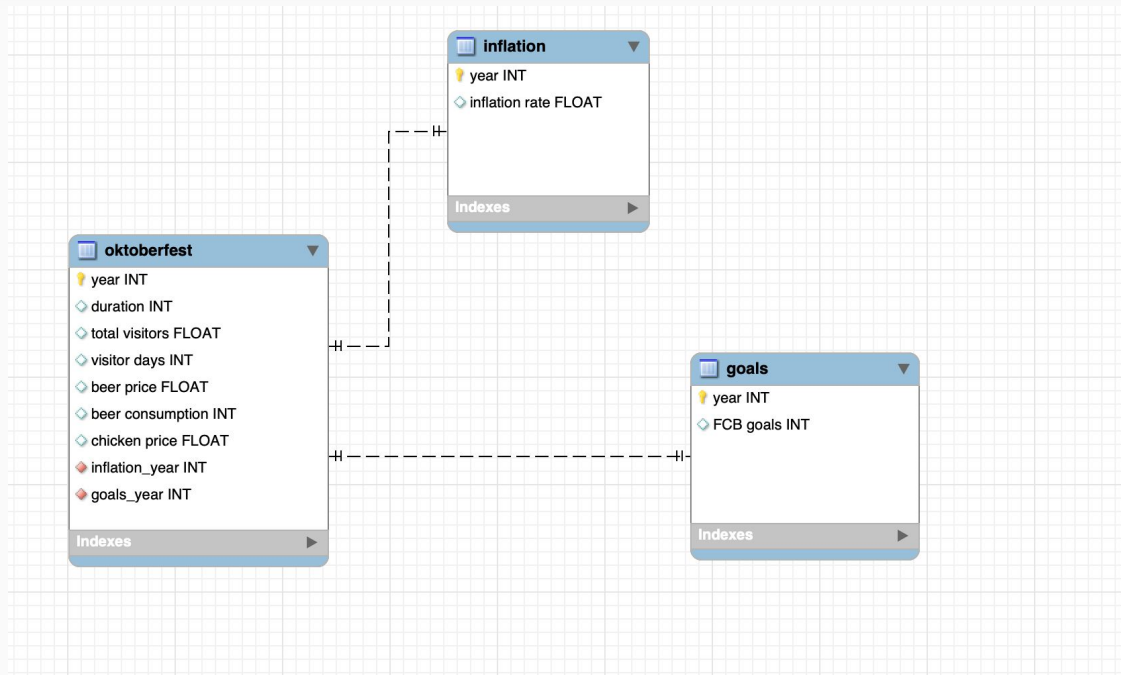 inflation
year INT
inflation rate FLOAT
Indexes
oktoberfest
year INT
duration INT
total visitors FLOAT
visitor days INT
beer price FLOAT
beer consumption INT
chicken price FLOAT
inflation_year INT
goals_year INT
Indexes
goals
year INT
FCB goals INT
Indexes